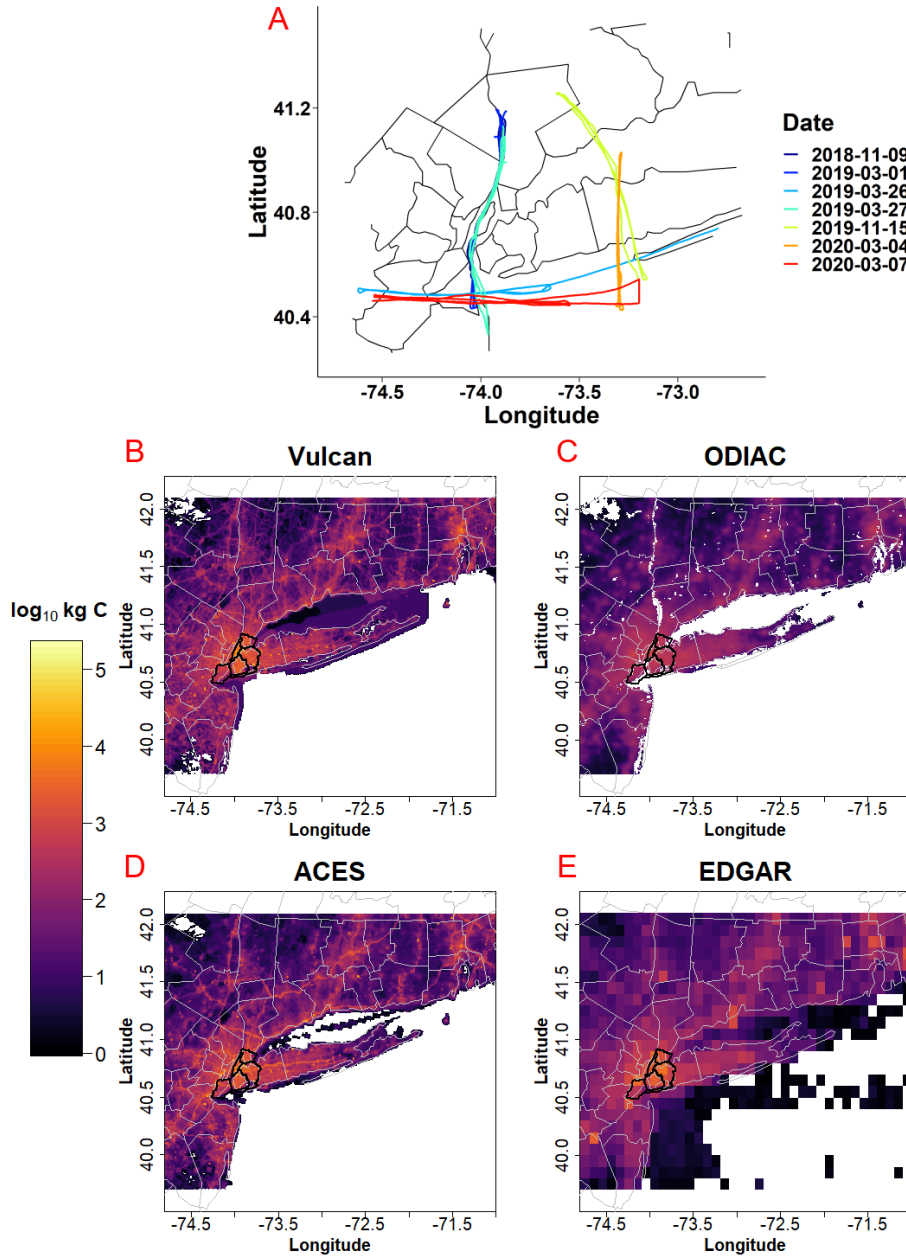 A
41.2
40.8
40.4
Latitude
-74.5
-74.0
-73.5
-73.0
Longitude
Date
2018-11-09
2019-03-01
2019-03-26
2019-03-27
2019-11-15
2020-03-04
2020-03-07
B
Vulcan
42.0
41.5
41.0
40.5
40.0
Latitude
-74.5
-73.5
-72.5
-71.5
Longitude
C
ODIAC
42.0
41.5
41.0
40.5
40.0
Latitude
-74.5
-73.5
-72.5
-71.5
Longitude
log₁₀ kg C
5
4
3
2
1
0
D
ACES
42.0
41.5
41.0
40.5
40.0
Latitude
-74.5
-73.5
-72.5
-71.5
Longitude
E
EDGAR
42.0
41.5
41.0
40.5
40.0
Latitude
-74.5
-73.5
-72.5
-71.5
Longitude